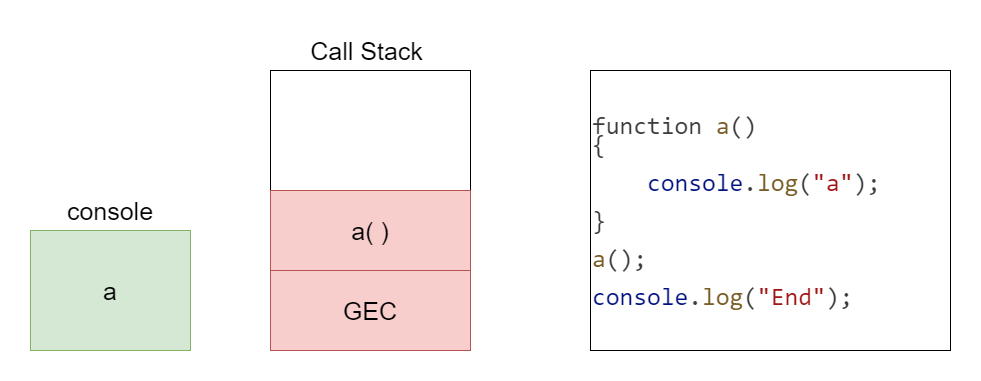 Call Stack
console
a
a( )
GEC
function a()
{
console.log("a");
}
a();
console.log("End");